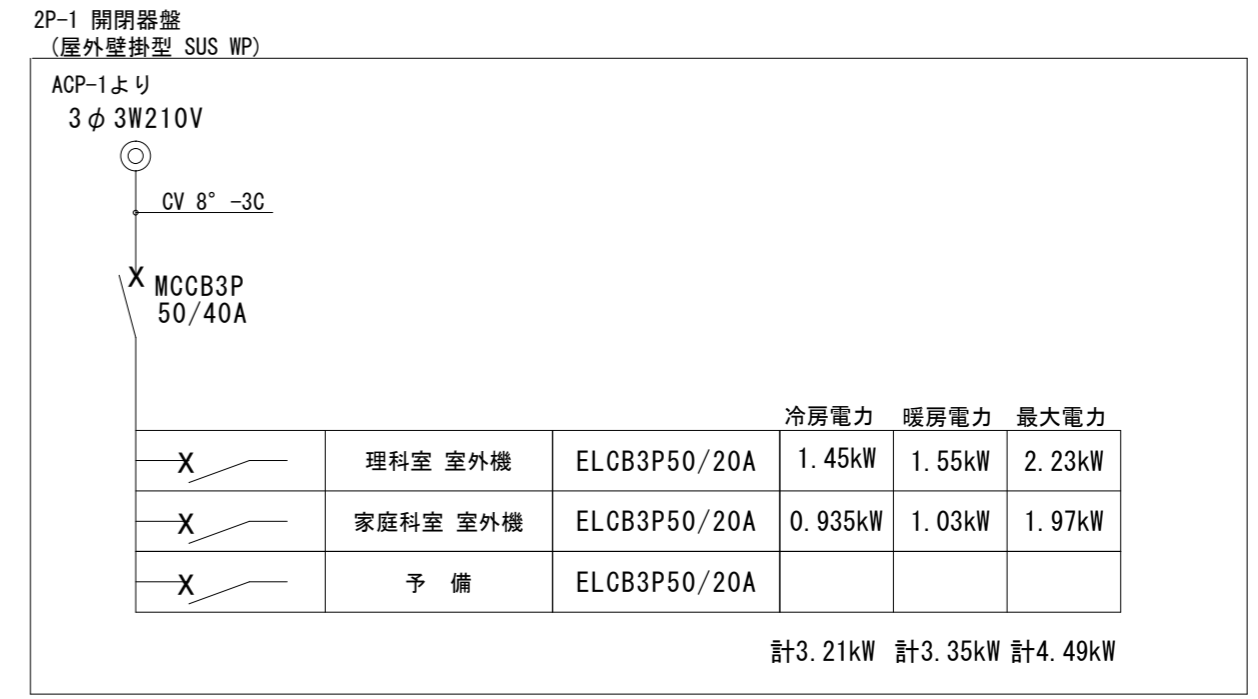 2P-1 開閉器盤
(屋外壁掛型 SUS WP)
ACP-1より
3φ3W210V
CV 8° -3C
MCCB3P
50/40A
冷房電力 暖房電力 最大電力
理科室 室外機 ELCB3P50/20A 1.45kW 1.55kW 2.23kW
家庭科室 室外機 ELCB3P50/20A 0.935kW 1.03kW 1.97kW
予 備 ELCB3P50/20A
計3.21kW 計3.35kW 計4.49kW